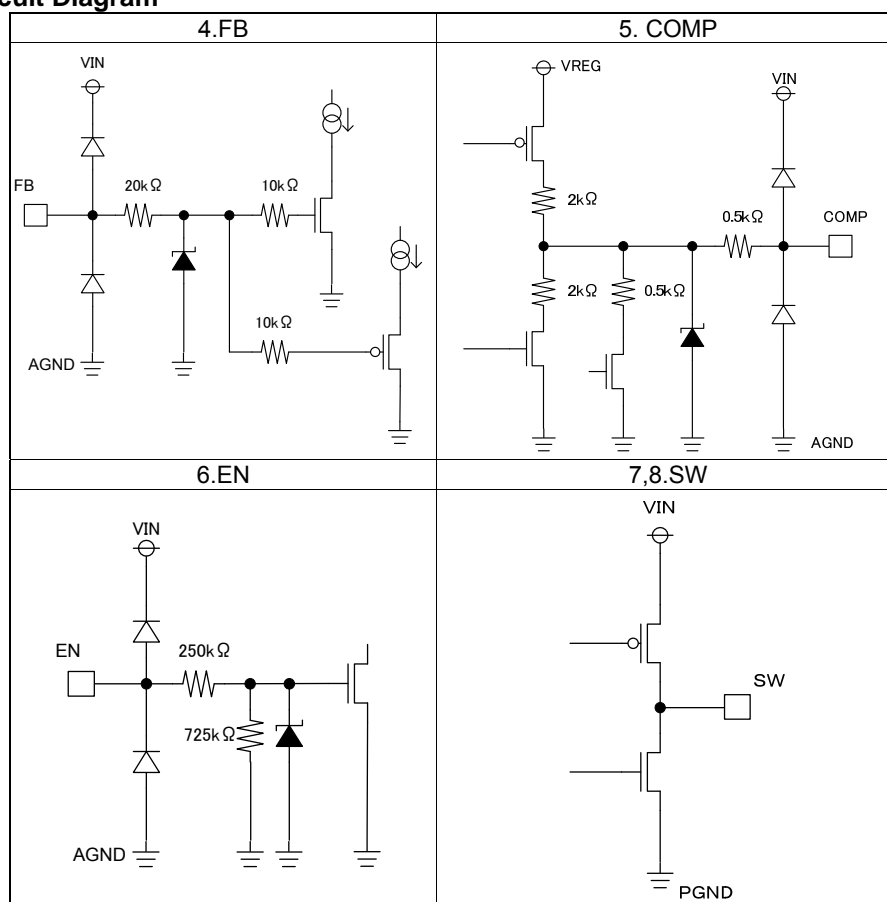 cuit Diagram
4.FB
5. COMP
VIN
FB
20kΩ
10kΩ
10kΩ
AGND
VREG
VIN
2kΩ
0.5kΩ
COMP
2kΩ
0.5kΩ
AGND
6.EN
7,8.SW
VIN
EN
250kΩ
725kΩ
AGND
VIN
SW
PGND